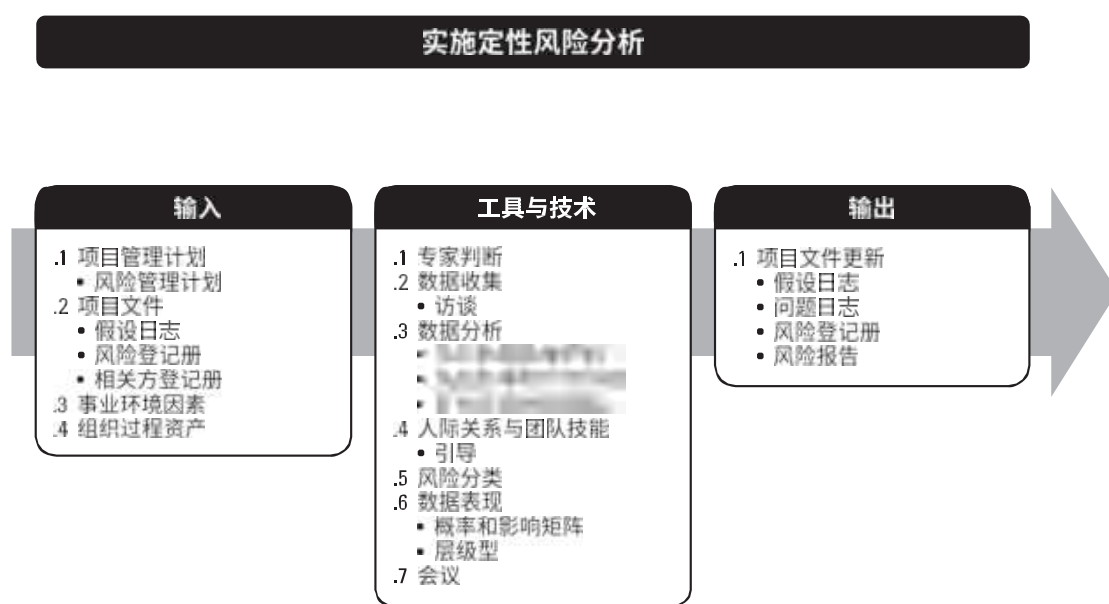 实施定性风险分析
输入
.1 项目管理计划
• 风险管理计划
.2 项目文件
• 假设日志
• 风险登记册
• 相关方登记册
.3 事业环境因素
.4 组织过程资产
工具与技术
.1 专家判断
.2 数据收集
• 访谈
.3 数据分析
.4 人际关系与团队技能
• 引导
.5 风险分类
.6 数据表现
• 概率和影响矩阵
• 层级型
.7 会议
输出
.1 项目文件更新
• 假设日志
• 问题日志
• 风险登记册
• 风险报告